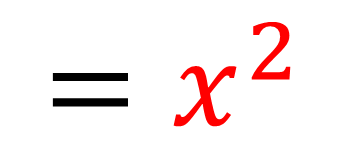 = x²